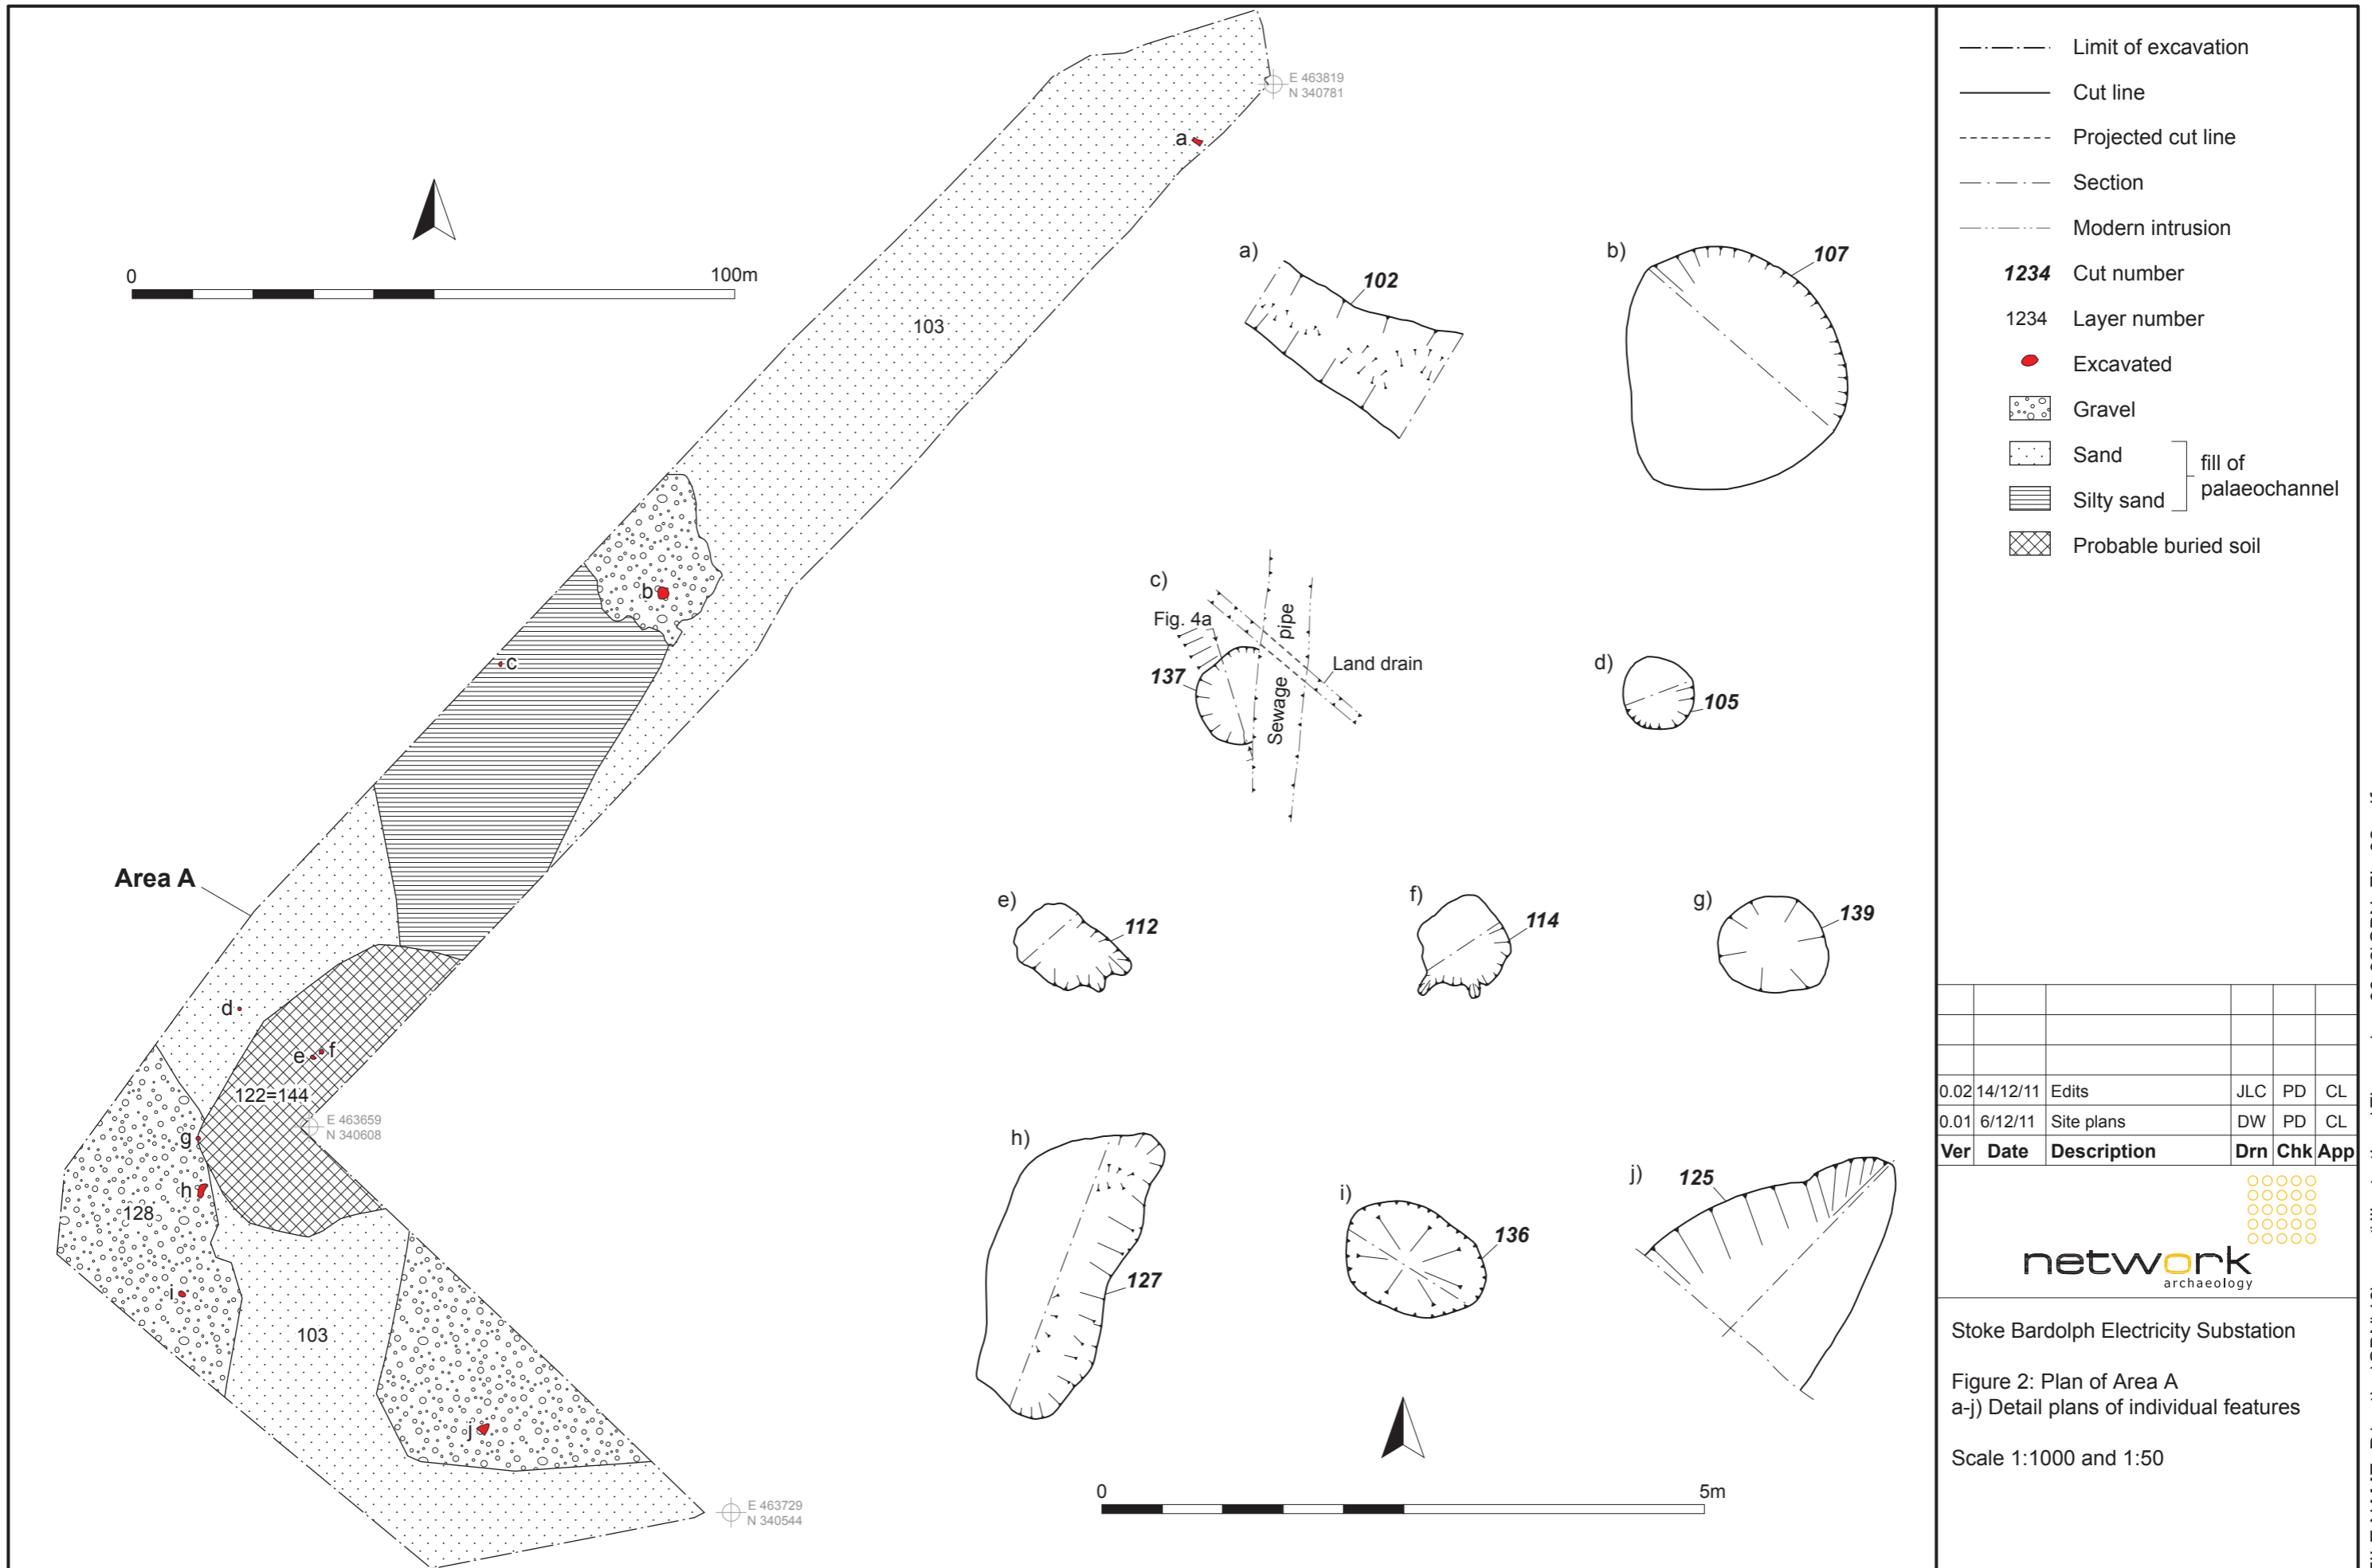 0 100m
E 463819
N 340781
a
103
b
c
Area A
d
e f
122=144
E 463659
N 340608
g
h
128
i
103
j
E 463729
N 340544
a)
102
b)
107
c)
Fig. 4a
137
Sewage pipe
Land drain
d)
105
e)
112
f)
114
g)
139
h)
127
i)
136
j)
125
0 5m
Limit of excavation
Cut line
Projected cut line
Section
Modern intrusion
1234 Cut number
1234 Layer number
Excavated
Gravel
Sand
Silty sand
fill of
palaeochannel
Probable buried soil
0.02 14/12/11 Edits JLC PD CL
0.01 6/12/11 Site plans DW PD CL
Ver Date Description Drn Chk App
network
archaeology
Stoke Bardolph Electricity Substation
Figure 2: Plan of Area A
a-j) Detail plans of individual features
Scale 1:1000 and 1:50